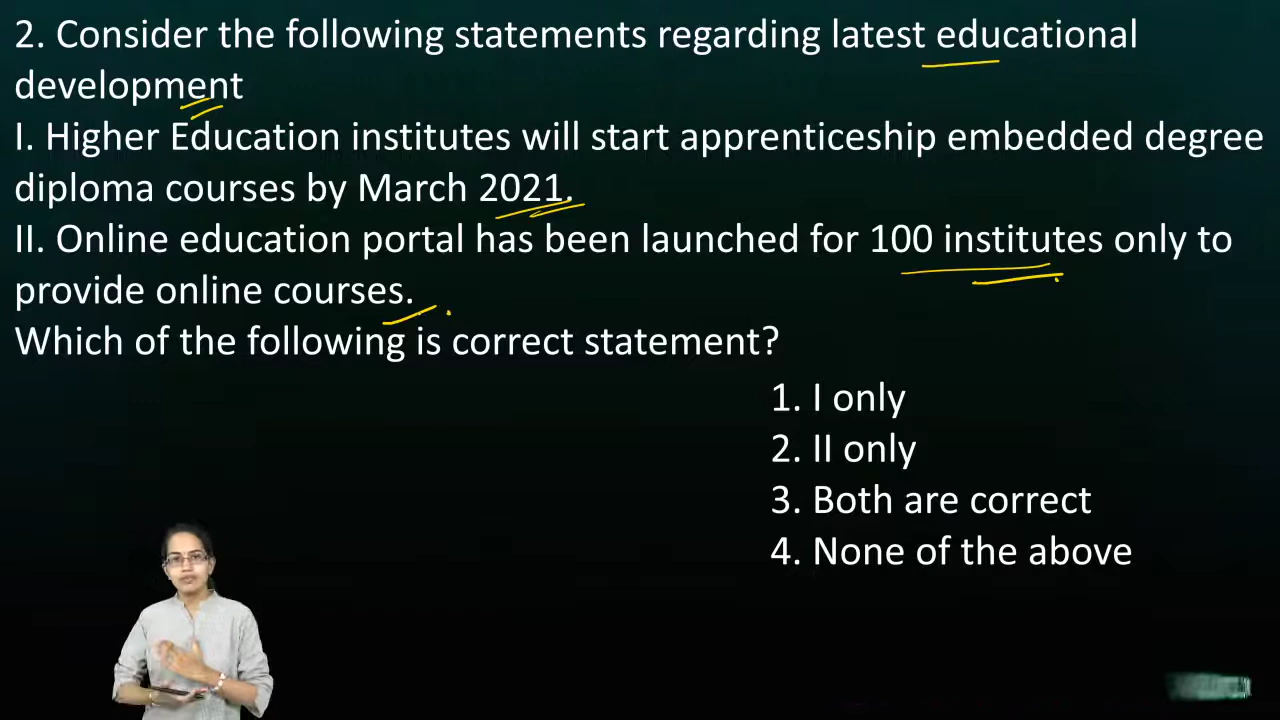 2. Consider the following statements regarding latest educational
development
I. Higher Education institutes will start apprenticeship embedded degree
diploma courses by March 2021.
II. Online education portal has been launched for 100 institutes only to
provide online courses.
Which of the following is correct statement?
1. I only
2. II only
3. Both are correct
4. None of the above